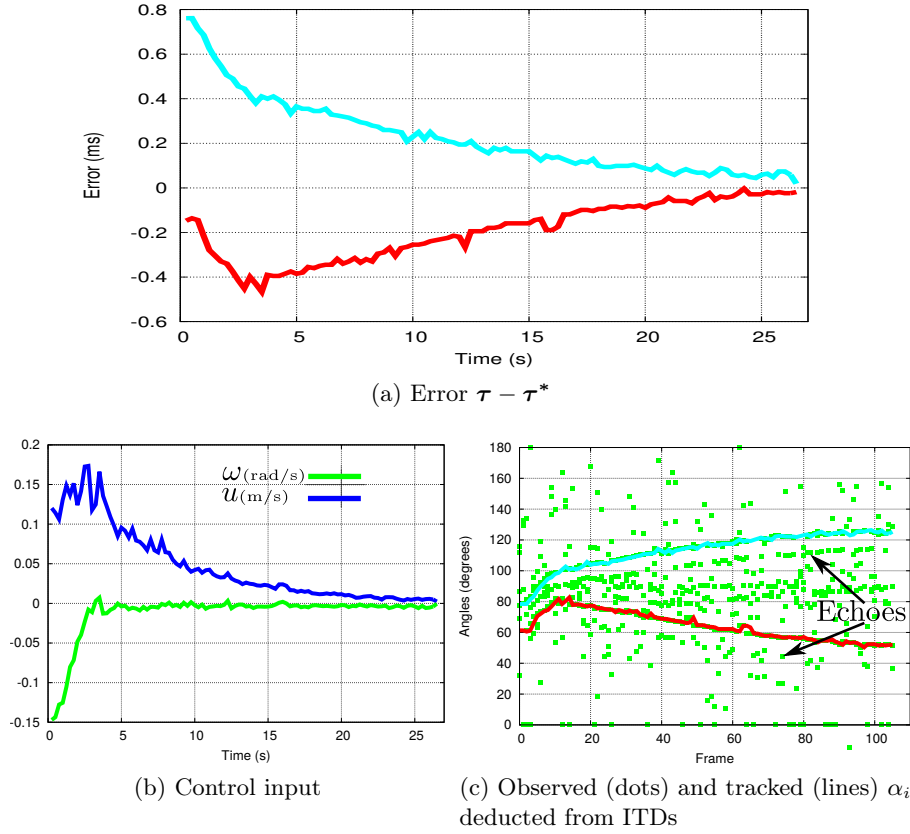 0.8
0.6
0.4
0.2
0
-0.2
-0.4
-0.6
Error (ms)
0 5 10 15 20 25
Time (s)
(a) Error τ − τ*
0.2
0.15
0.1
0.05
0
-0.05
-0.1
-0.15
ω(rad/s)
u(m/s)
0 5 10 15 20 25
Time (s)
(b) Control input
180
160
140
120
100
80
60
40
20
0
Angles (degrees)
Echoes
0 20 40 60 80 100
Frame
(c) Observed (dots) and tracked (lines) αᵢ
deducted from ITDs